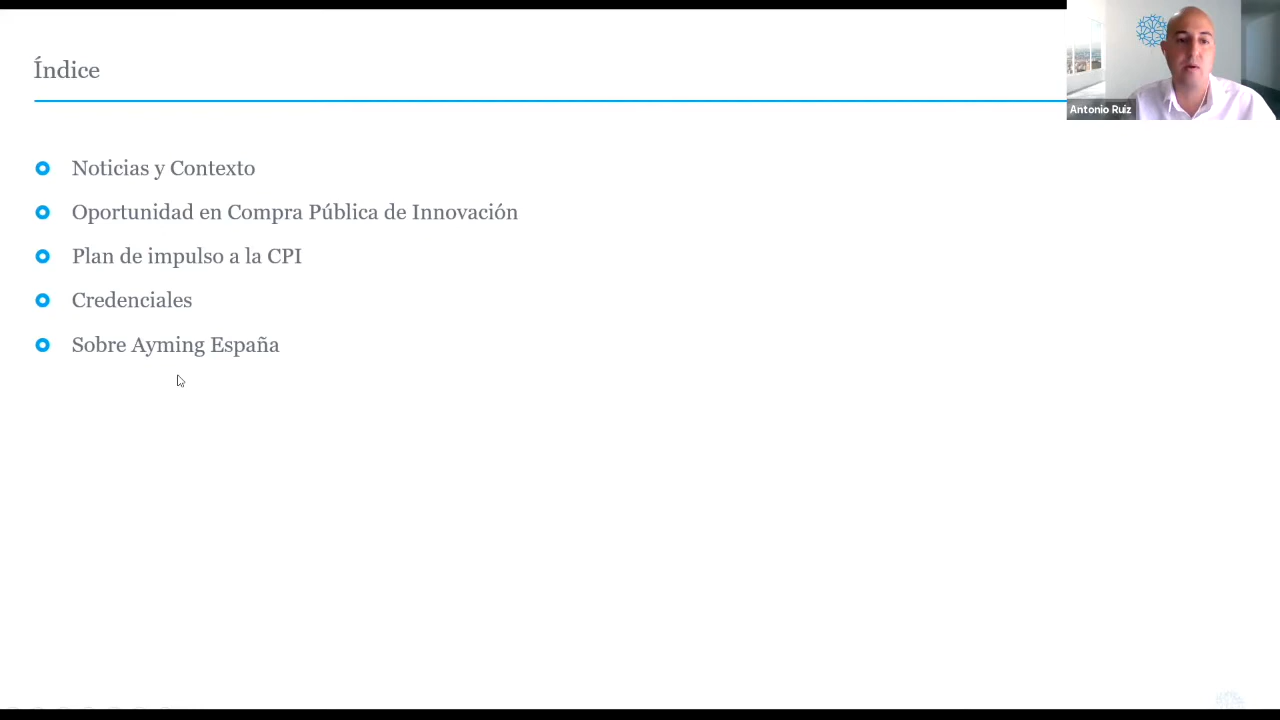 Índice
Antonio Ruiz
Noticias y Contexto
Oportunidad en Compra Pública de Innovación
Plan de impulso a la CPI
Credenciales
Sobre Ayming España